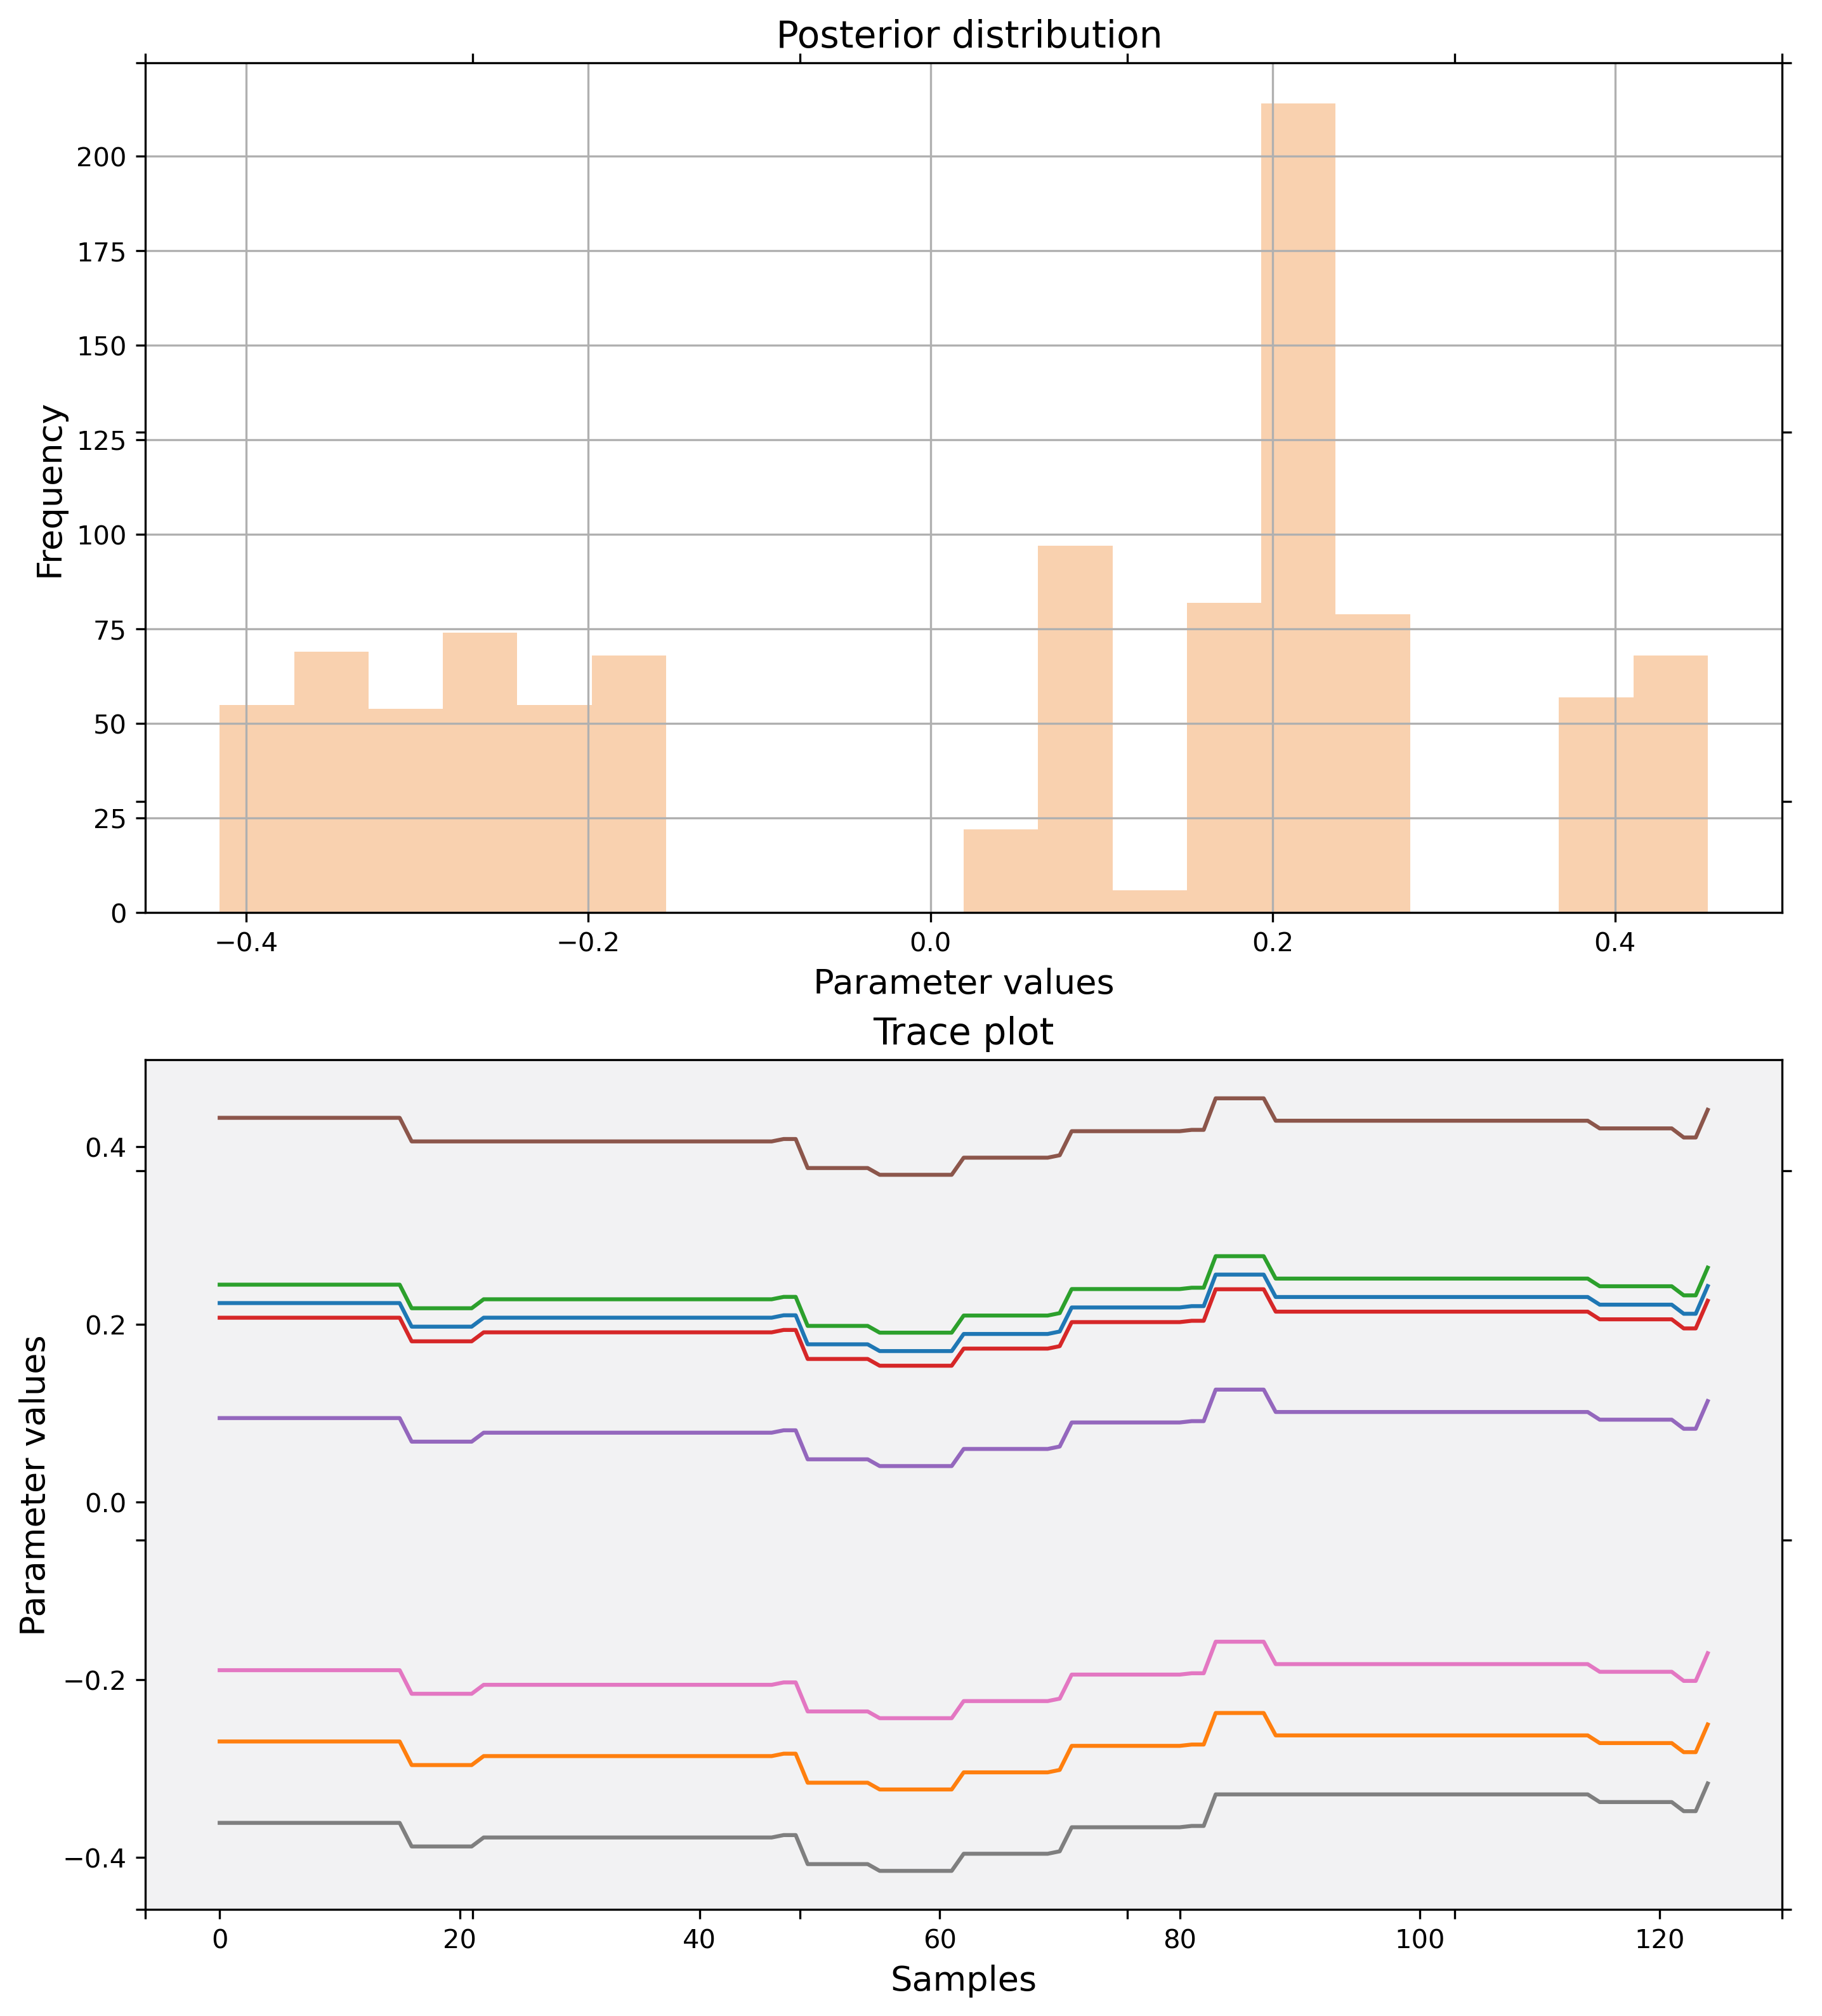 Posterior distribution
Frequency
200
175
150
125
100
75
50
25
0
−0.4 −0.2 0.0 0.2 0.4
Parameter values
Trace plot
Parameter values
0.4
0.2
0.0
−0.2
−0.4
0 20 40 60 80 100 120
Samples